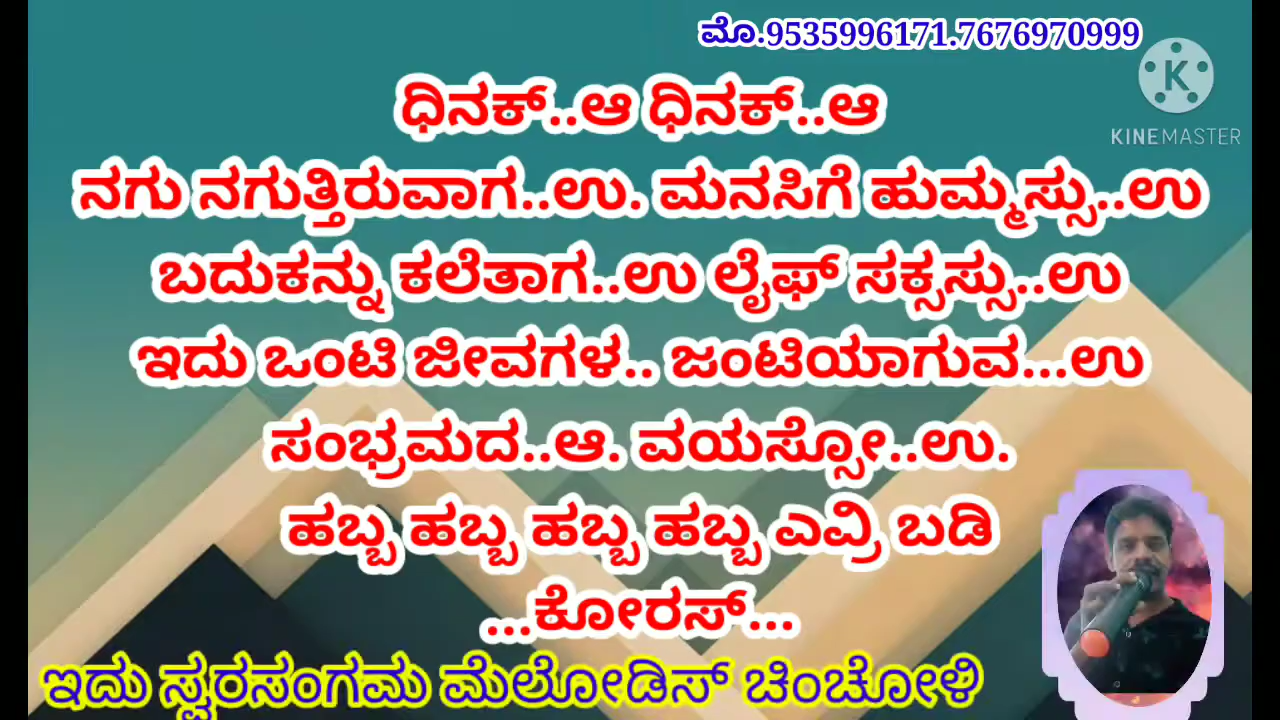 ಮೊ.9535996171.7676970999
KINEMASTER
ಧಿನಕ್..ಆ ಧಿನಕ್..ಆ
ನಗು ನಗುತ್ತಿರುವಾಗ..ಉ. ಮನಸಿಗೆ ಹುಮ್ಮಸ್ಸು..ಉ
ಬದುಕನ್ನು ಕಲೆತಾಗ..ಉ ಲೈಫ್ ಸಕ್ಸಸ್ಸು..ಉ
ಇದು ಒಂಟಿ ಜೀವಗಳ.. ಜಂಟಿಯಾಗುವ...ಉ
ಸಂಭ್ರಮದ..ಆ. ವಯಸ್ಸೋ..ಉ.
ಹಬ್ಬ ಹಬ್ಬ ಹಬ್ಬ ಹಬ್ಬ ಎವ್ರಿ ಬಡಿ
...ಕೋರಸ್...
ಇದು ಸ್ವರಸಂಗಮ ಮೆಲೋಡಿಸ್ ಚಿಂಚೋಳಿ